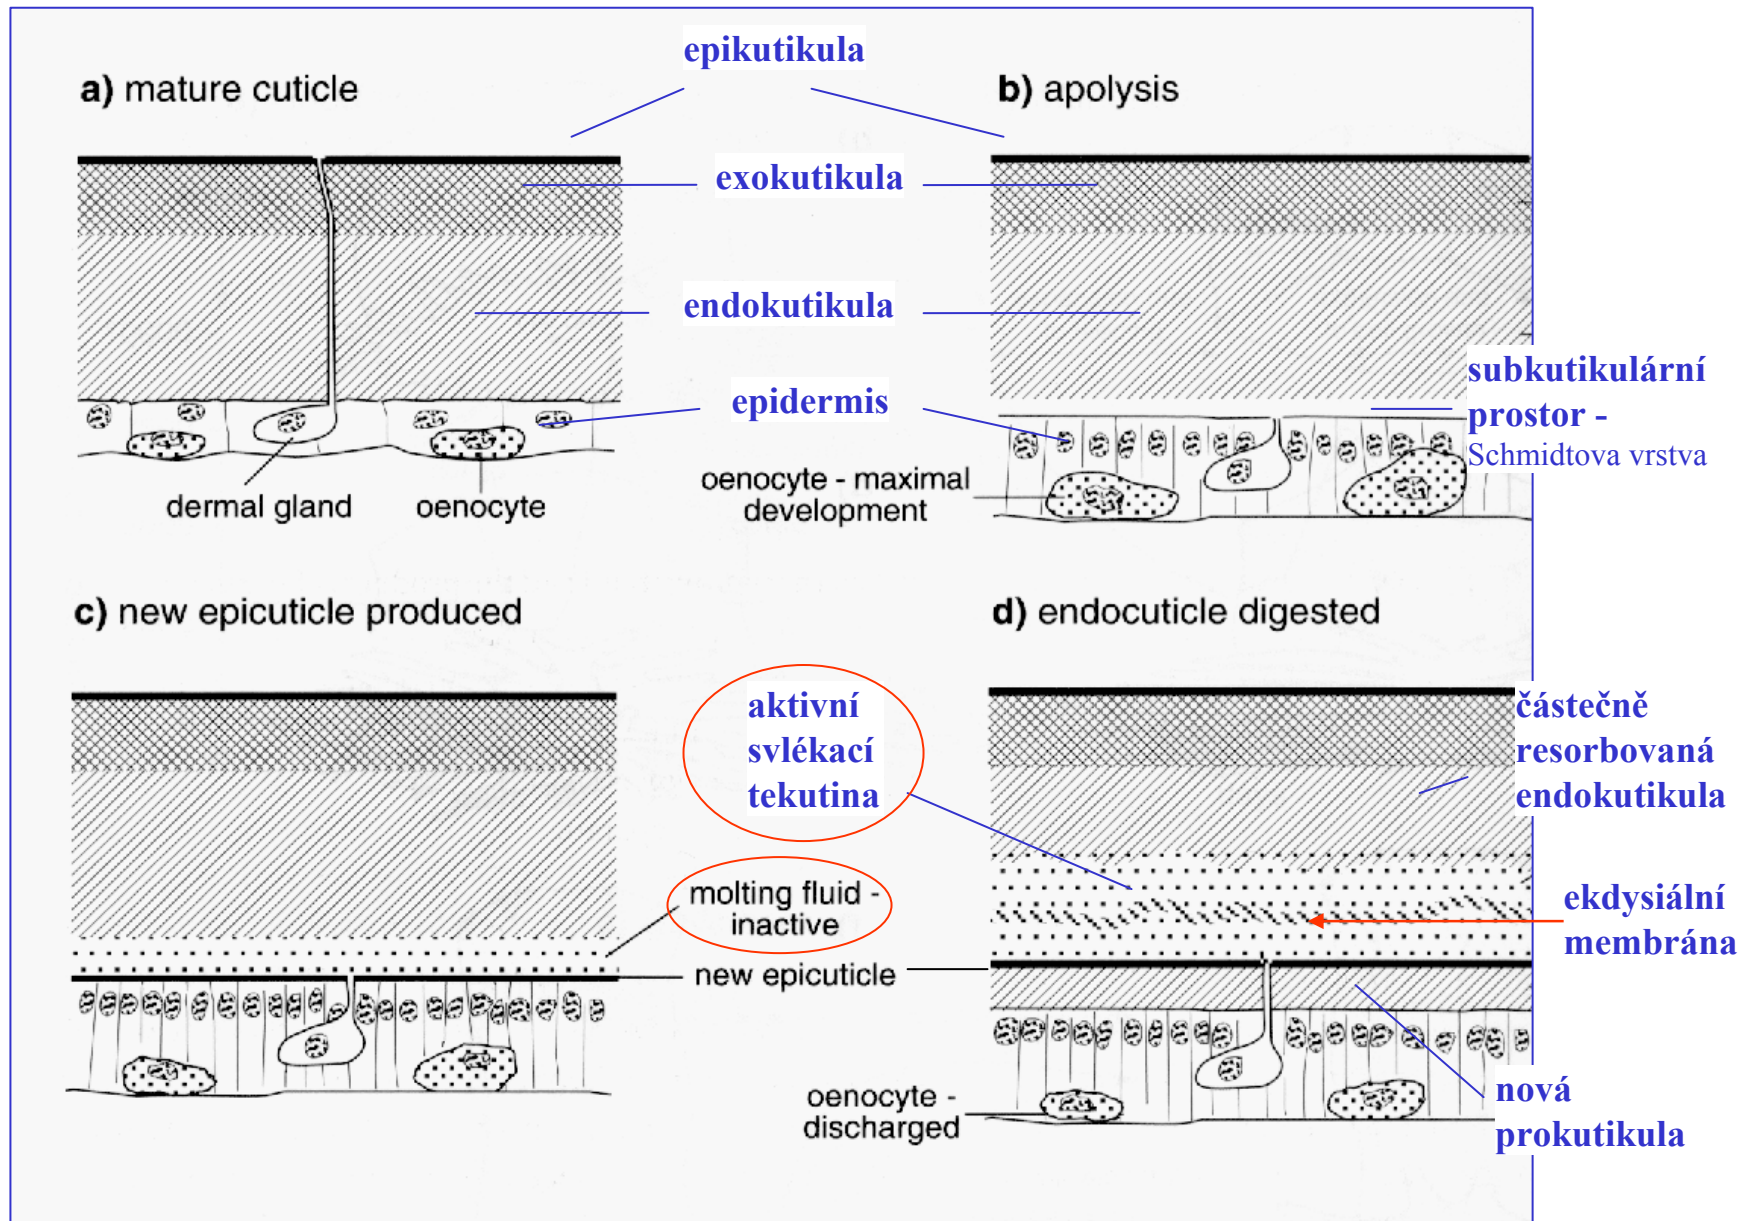 epikutikula
a) mature cuticle
b) apolysis
exokutikula
endokutikula
subkutikulární
prostor -
Schmidtova vrstva
epidermis
oenocyte - maximal
development
dermal gland
oenocyte
c) new epicuticle produced
d) endocuticle digested
aktivní
svlékací
tekutina
částečně
resorbovaná
endokutikula
molting fluid -
inactive
ekdysiální
membrána
new epicuticle
oenocyte -
discharged
nová
prokutikula